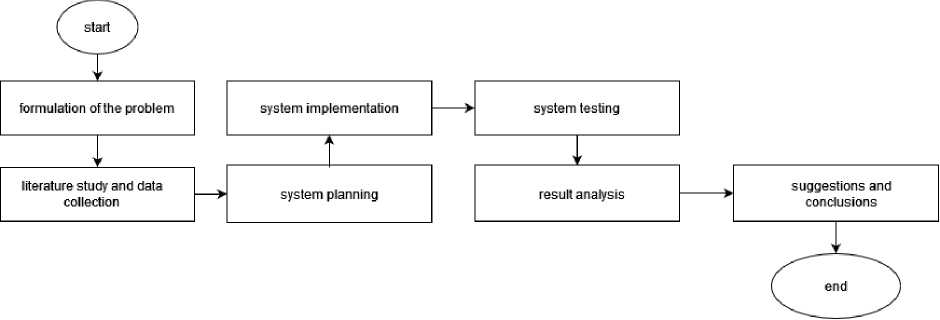 start
formulation of the problem
literature study and data
collection
system planning
system implementation
system testing
result analysis
suggestions and
conclusions
end